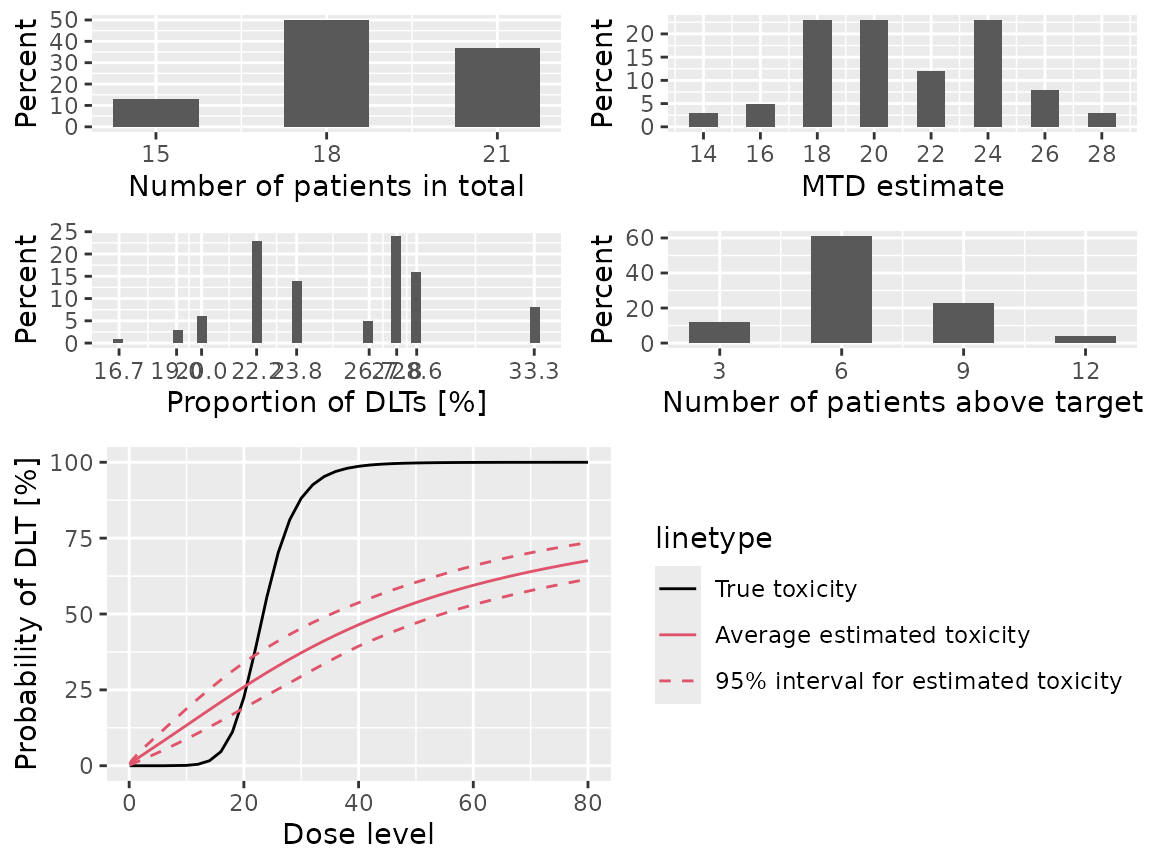 Percent
50
40
30
20
10
0
15 18 21
Number of patients in total
Percent
20
15
10
5
0
14 16 18 20 22 24 26 28
MTD estimate
Percent
25
20
15
10
5
0
16.7 19.0 20.0 22.2 23.8 26.7 27.8 28.6 33.3
Proportion of DLTs [%]
Percent
60
40
20
0
3 6 9 12
Number of patients above target
Probability of DLT [%]
100
75
50
25
0
0 20 40 60 80
Dose level
linetype
True toxicity
Average estimated toxicity
95% interval for estimated toxicity